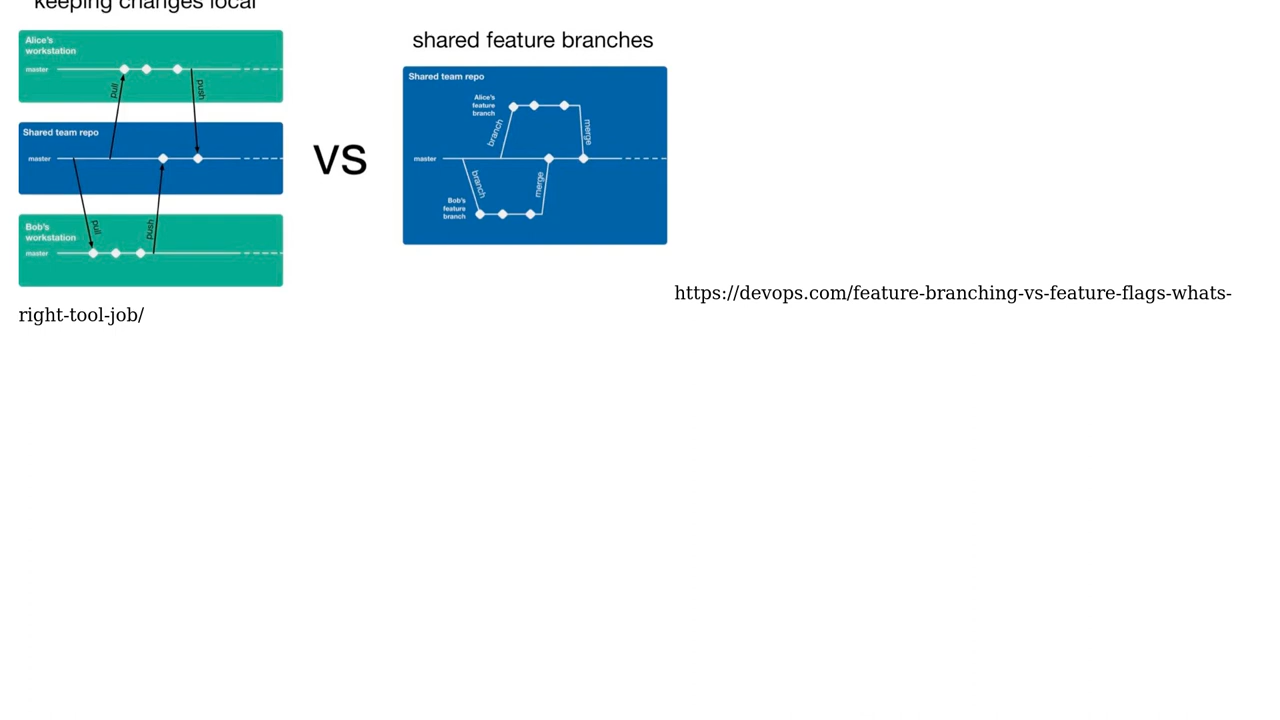 keeping changes local
Alice's
workstation
master
pull
push
Shared team repo
master
pull
push
Bob's
workstation
master
vs
shared feature branches
Shared team repo
Alice's
feature
branch
branch
merge
master
branch
merge
Bob's
feature
branch
https://devops.com/feature-branching-vs-feature-flags-whats-
right-tool-job/